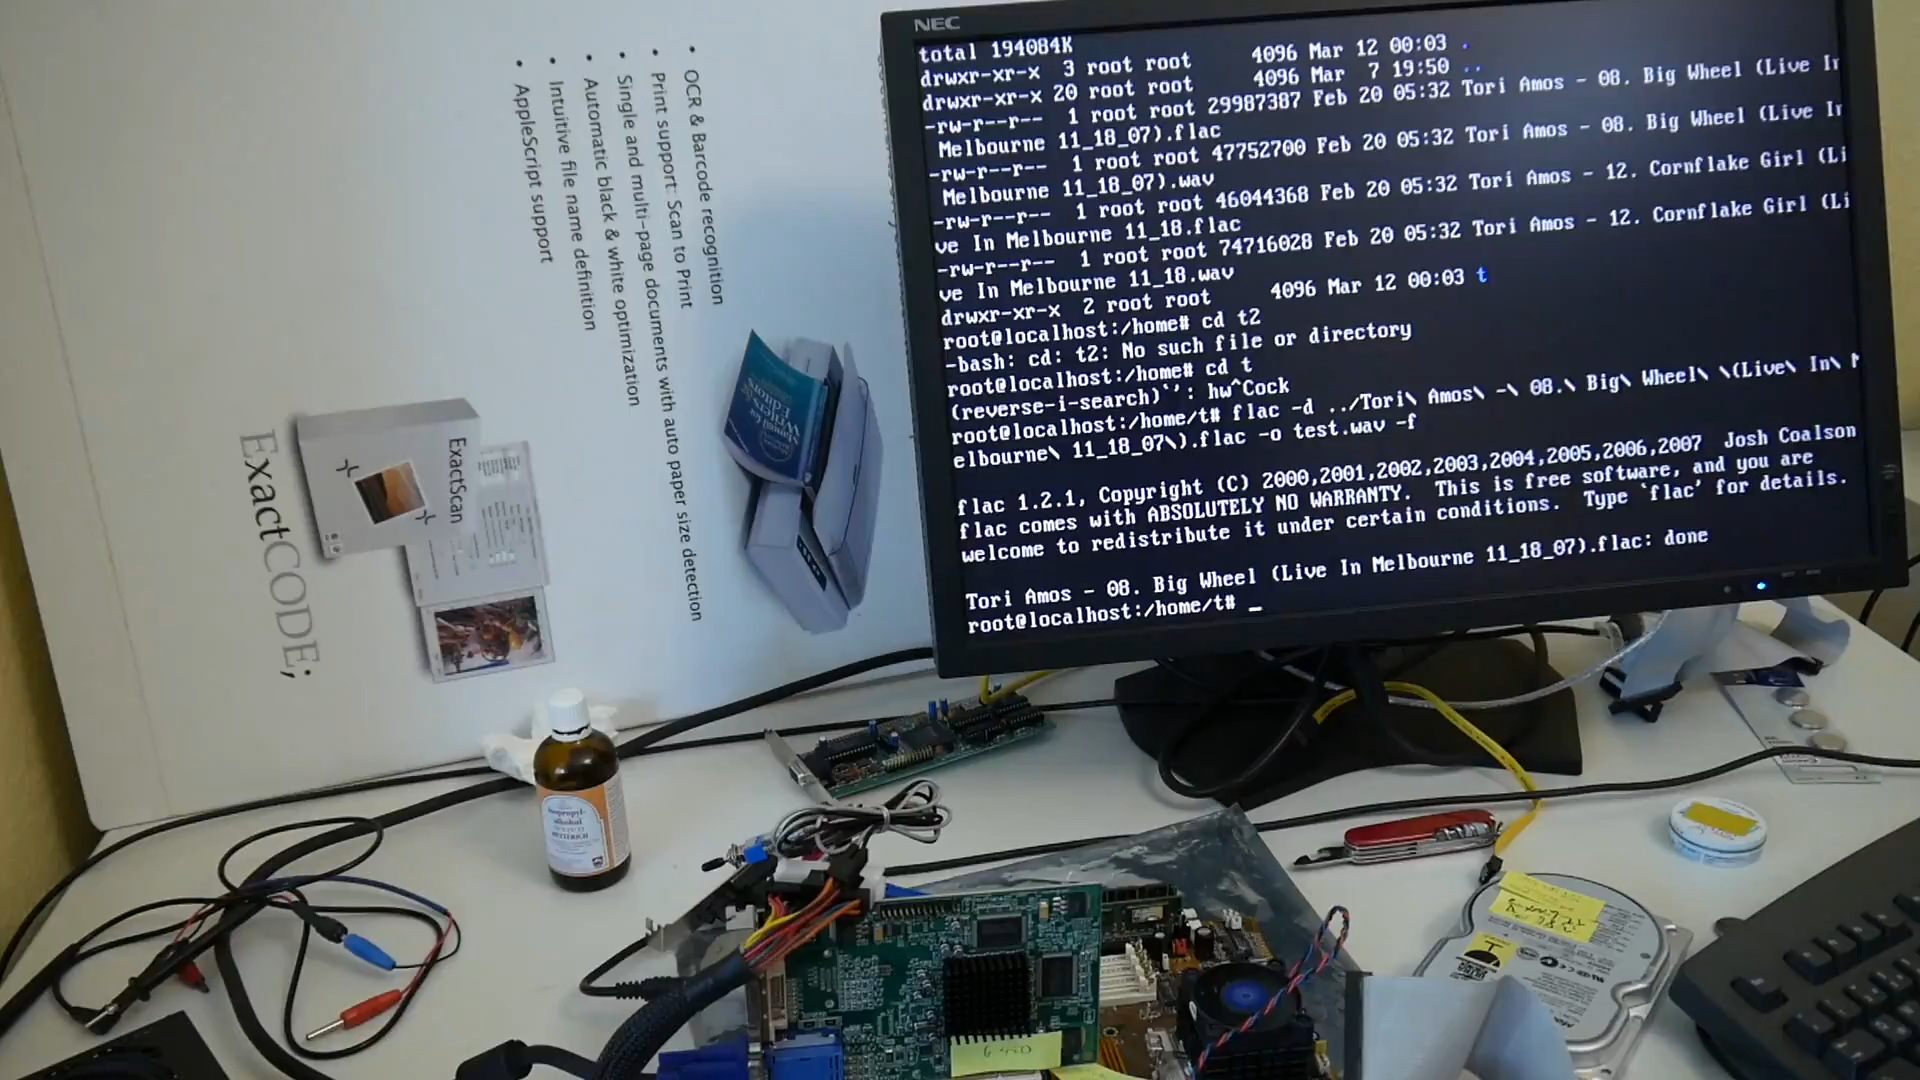 NEC
total 194084K
drwxr-xr-x  3 root root     4096 Mar 12 00:03 .
drwxr-xr-x 20 root root     4096 Mar  7 19:50 ..
-rw-r--r--  1 root root 29987387 Feb 20 05:32 Tori Amos - 08. Big Wheel (Live In
 Melbourne 11_18_07).flac
-rw-r--r--  1 root root 47752700 Feb 20 05:32 Tori Amos - 08. Big Wheel (Live In
 Melbourne 11_18_07).wav
-rw-r--r--  1 root root 46044368 Feb 20 05:32 Tori Amos - 12. Cornflake Girl (Li
ve In Melbourne 11_18.flac
-rw-r--r--  1 root root 74716028 Feb 20 05:32 Tori Amos - 12. Cornflake Girl (Li
ve In Melbourne 11_18.wav
drwxr-xr-x  2 root root     4096 Mar 12 00:03 t
root@localhost:/home# cd t2
-bash: cd: t2: No such file or directory
root@localhost:/home# cd t
(reverse-i-search)`': hw^Cock
root@localhost:/home/t# flac -d ../Tori\ Amos\ -\ 08.\ Big\ Wheel\ \(Live\ In\ M
elbourne\ 11_18_07\).flac -o test.wav -f
flac 1.2.1, Copyright (C) 2000,2001,2002,2003,2004,2005,2006,2007  Josh Coalson
flac comes with ABSOLUTELY NO WARRANTY.  This is free software, and you are
welcome to redistribute it under certain conditions.  Type `flac' for details.
Tori Amos - 08. Big Wheel (Live In Melbourne 11_18_07).flac: done
root@localhost:/home/t# _
• OCR & Barcode recognition
• Print support: Scan to Print
• Single and multi-page documents with auto paper size detection
• Automatic black & white optimization
• Intuitive file name definition
• AppleScript support
ExactScan
ExactCODE;
Manual for
Writers &
Editors
Isopropyl-
alkohol
HETTERICH